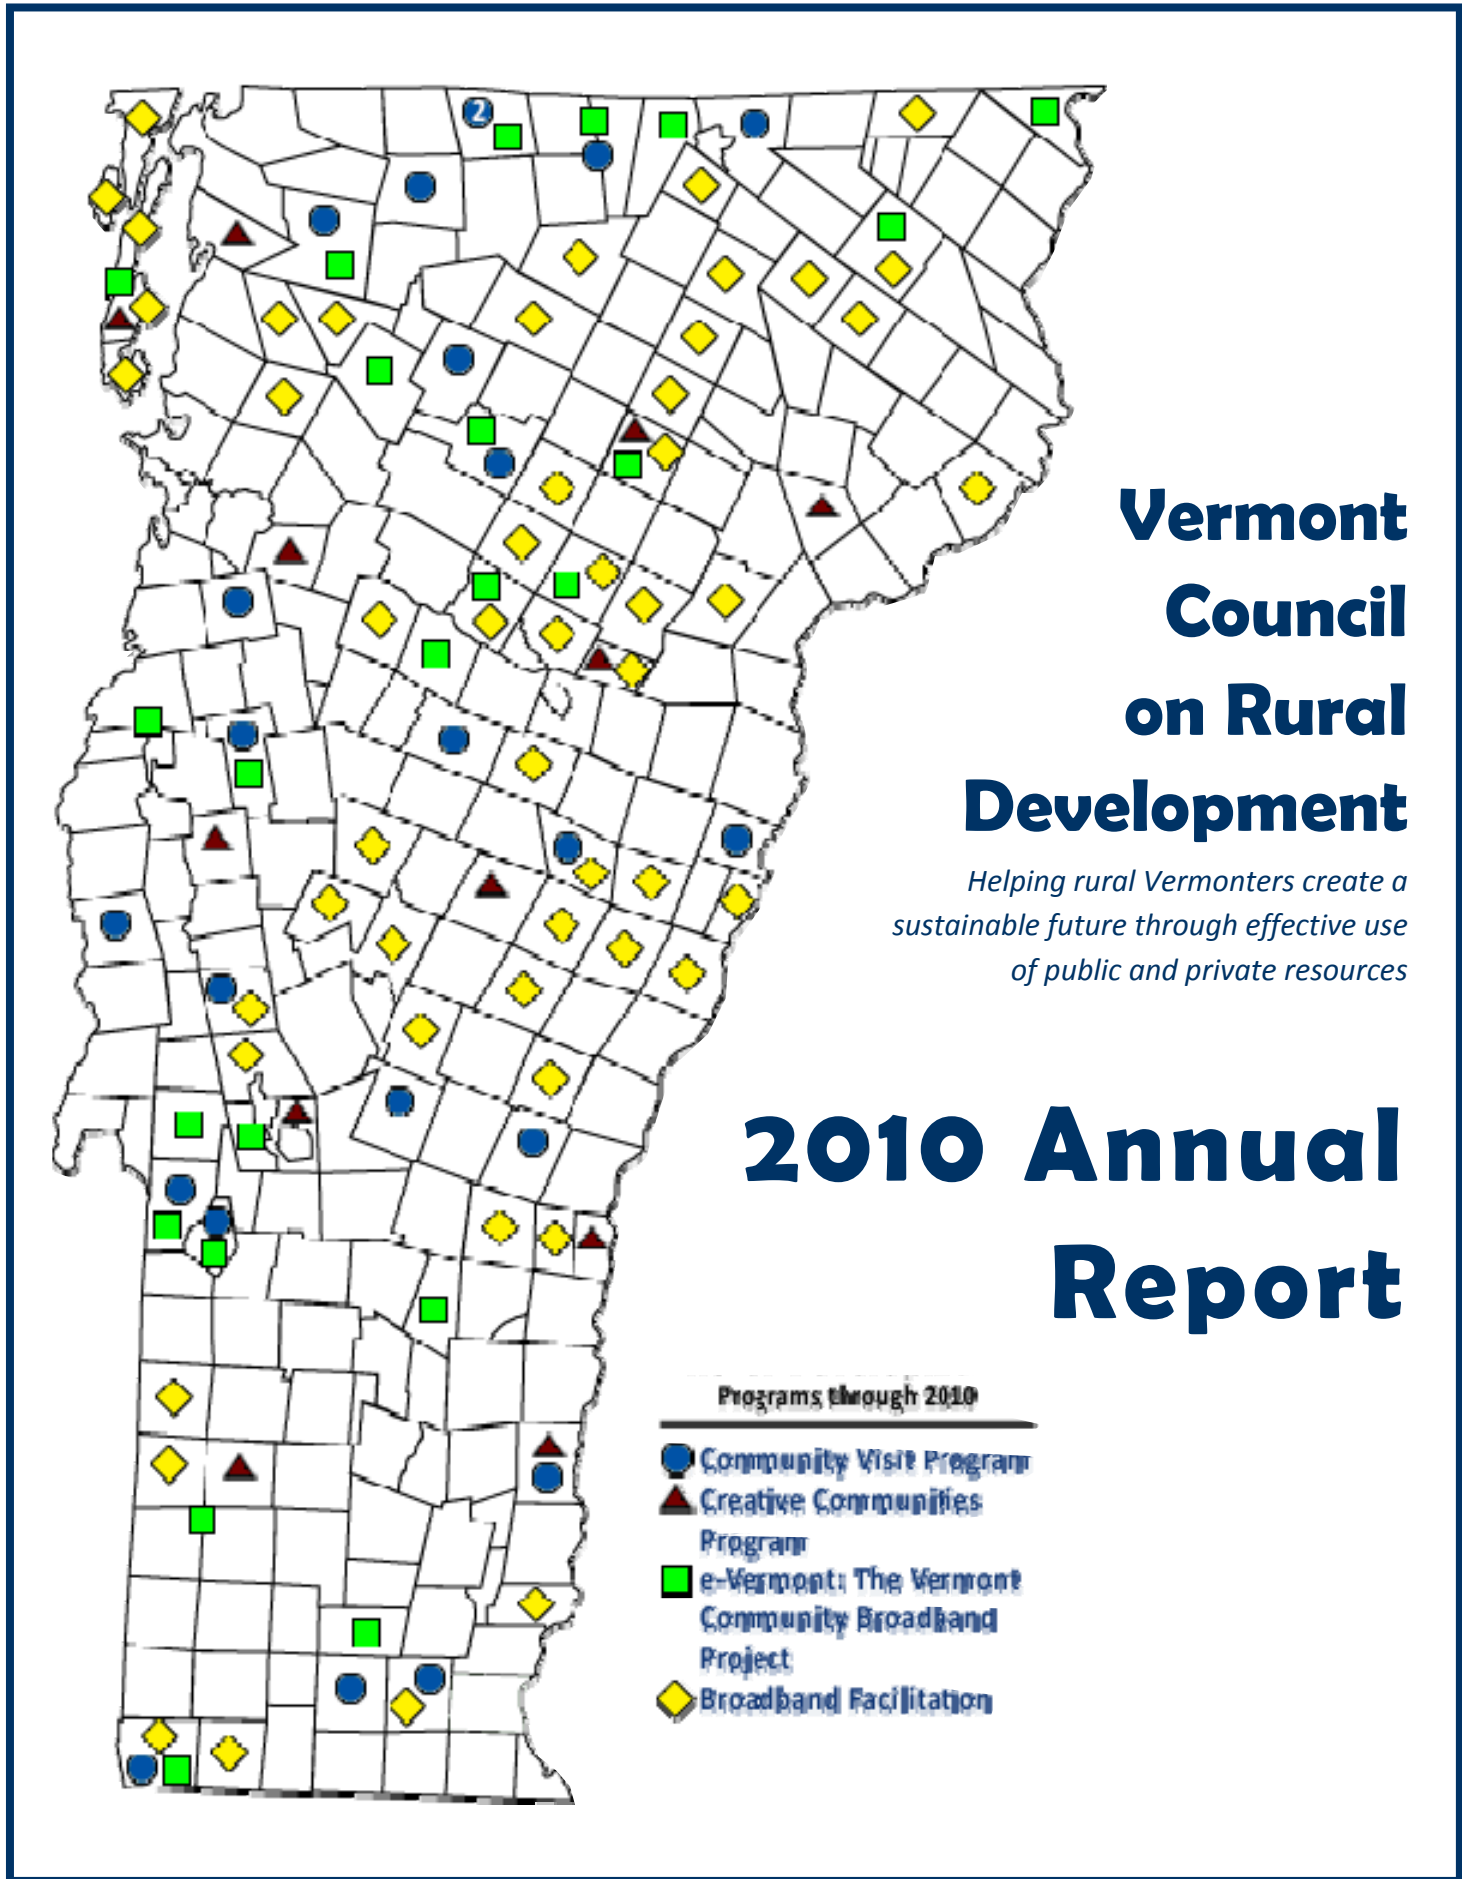 2
Vermont
Council
on Rural
Development
Helping rural Vermonters create a
sustainable future through effective use
of public and private resources
2010 Annual
Report
Programs through 2010
Community Visit Program
Creative Communities
Program
e-Vermont: The Vermont
Community Broadband
Project
Broadband Facilitation